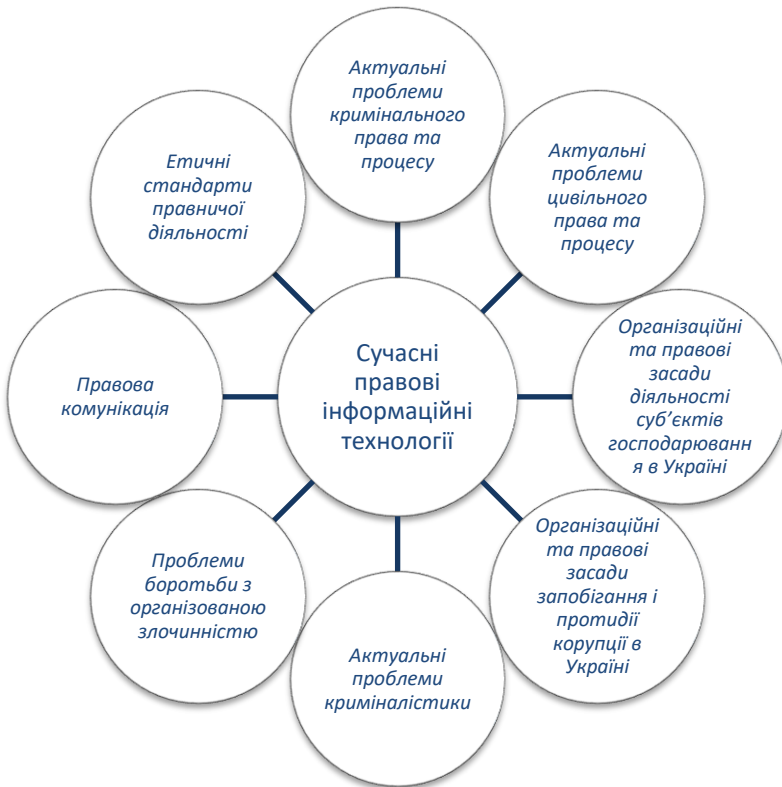 Актуальні
проблеми
кримінального
права та
процесу
Актуальні
проблеми
цивільного
права та
процесу
Організаційні
та правові
засади
діяльності
суб’єктів
господарюванн
я в Україні
Організаційні
та правові
засади
запобігання і
протидії
корупції в
Україні
Актуальні
проблеми
криміналістики
Проблеми
боротьби з
організованою
злочинністю
Правова
комунікація
Етичні
стандарти
правничої
діяльності
Сучасні
правові
інформаційні
технології